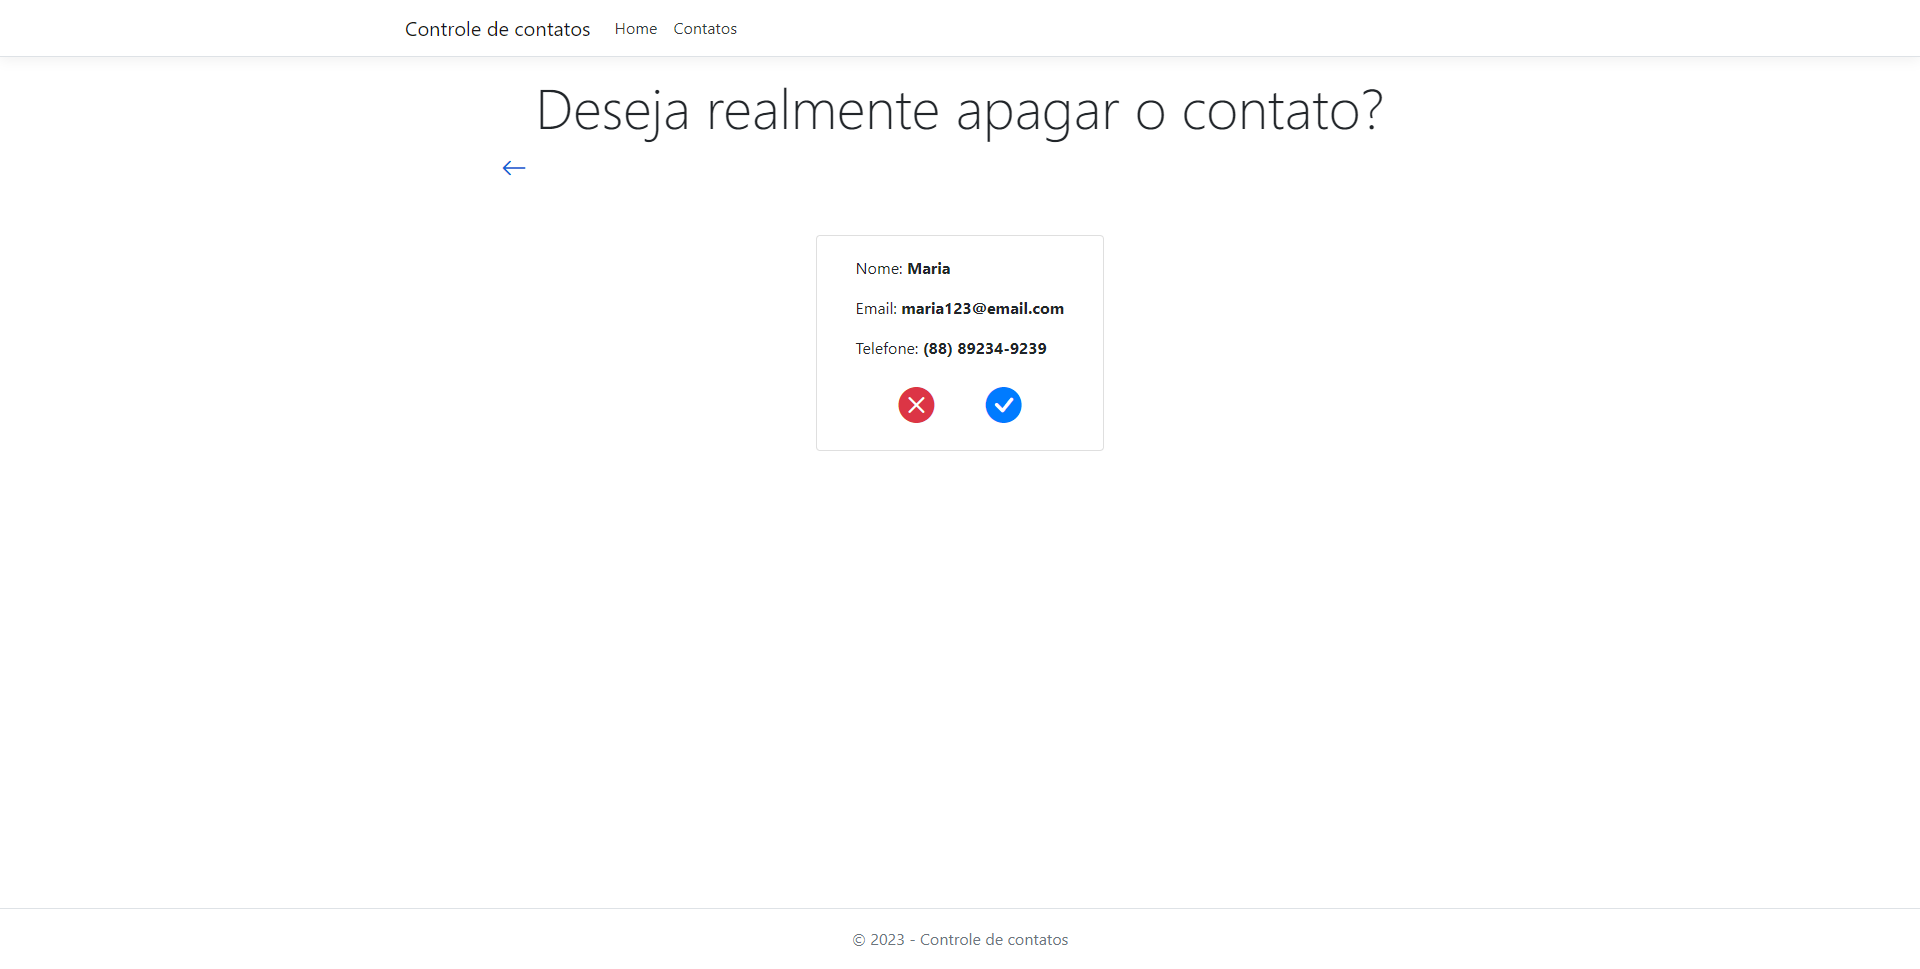 Controle de contatos Home Contatos
Deseja realmente apagar o contato?
Nome: Maria
Email: maria123@email.com
Telefone: (88) 89234-9239
© 2023 - Controle de contatos